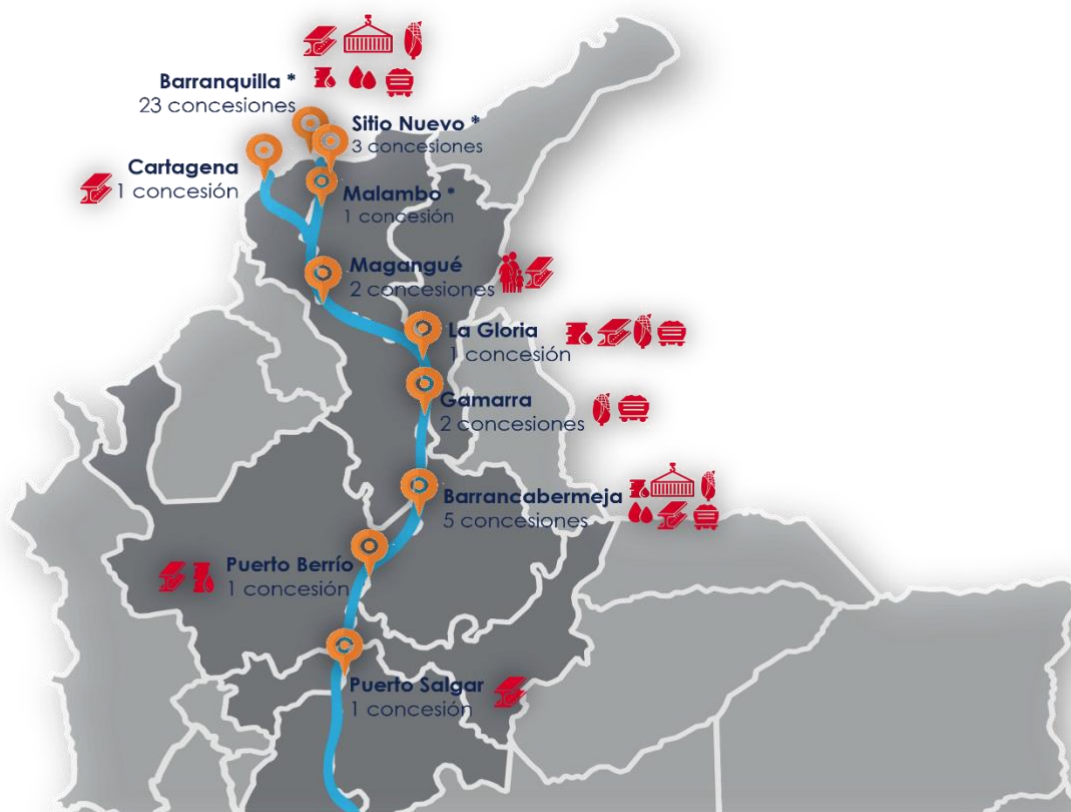 Barranquilla *
23 concesiones
Sitio Nuevo *
3 concesiones
Cartagena
1 concesión
Malambo *
1 concesión
Magangué
2 concesiones
La Gloria
1 concesión
Gamarra
2 concesiones
Barrancabermeja
5 concesiones
Puerto Berrío
1 concesión
Puerto Salgar
1 concesión